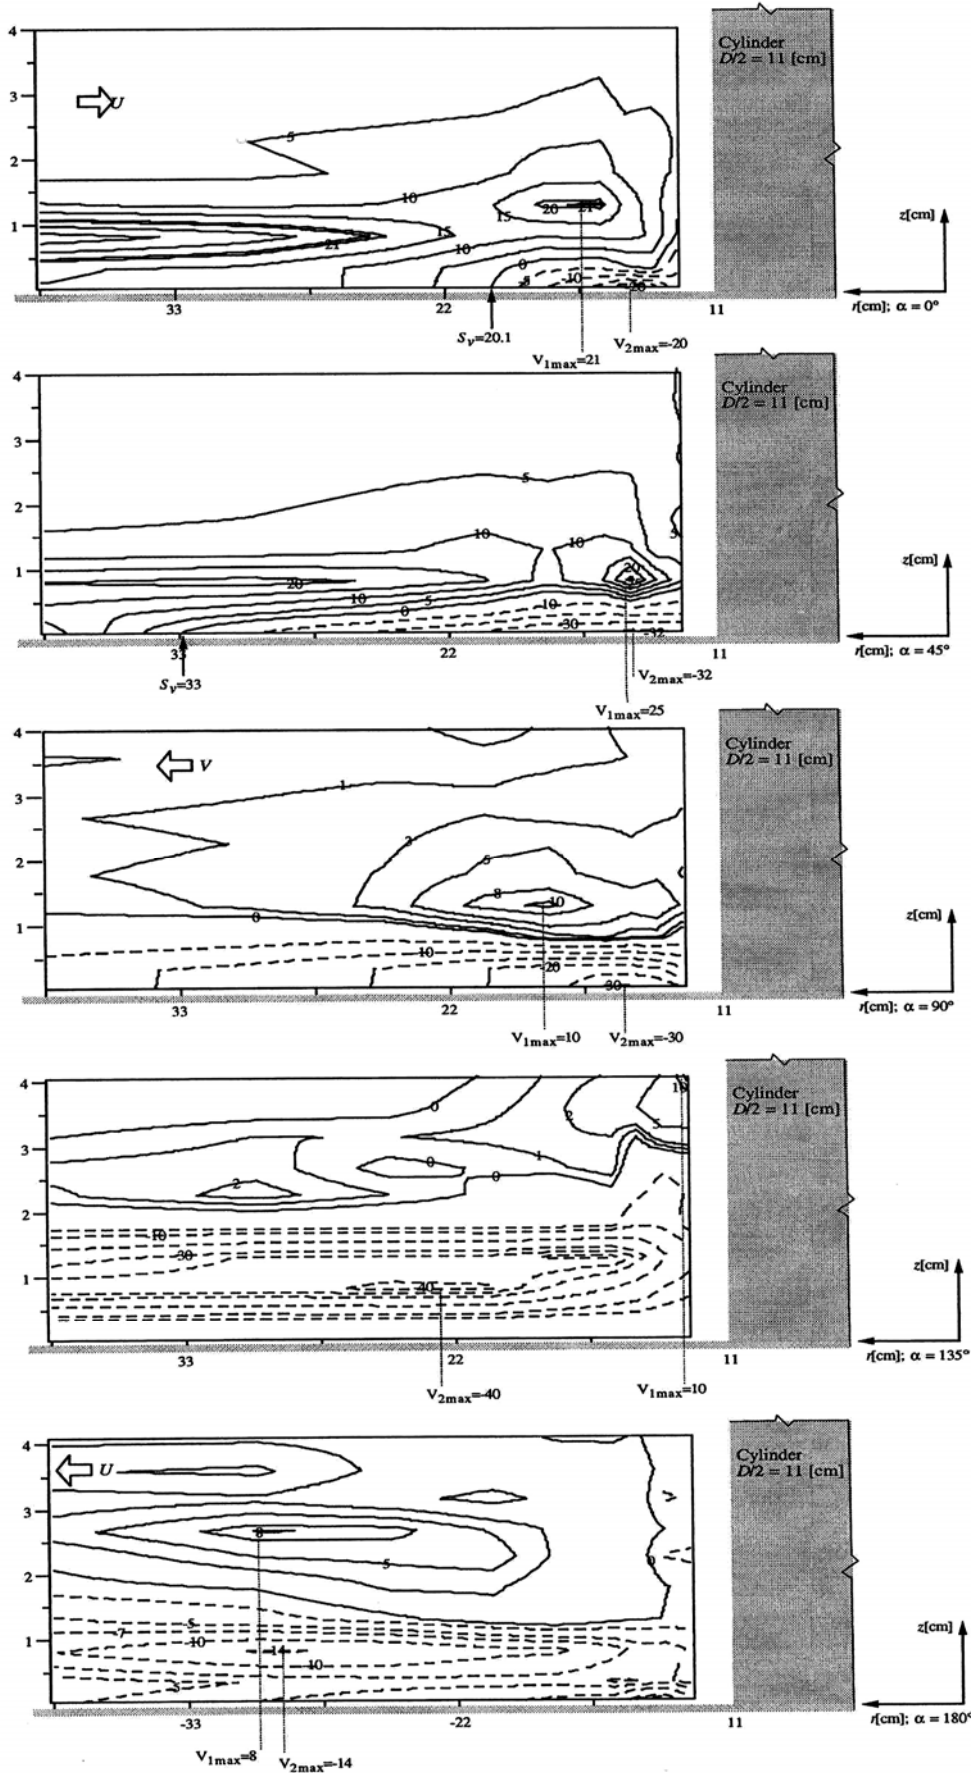 4
3
2
1
U
5
10
15
20
21
15
21
10
0
-5
-10
-20
Cylinder
D/2 = 11 [cm]
z[cm]
33
22
11
r[cm]; α = 0°
Sv=20.1
V1max=21
V2max=-20
4
3
2
1
5
10
10
5
20
20
10
5
0
-10
-30
-32
Cylinder
D/2 = 11 [cm]
z[cm]
33
22
11
r[cm]; α = 45°
Sv=33
V2max=-32
V1max=25
4
3
2
1
V
1
3
5
8
10
0
-10
-20
-30
Cylinder
D/2 = 11 [cm]
z[cm]
33
22
11
r[cm]; α = 90°
V1max=10
V2max=-30
4
3
2
1
0
2
10
5
1
0
0
2
-10
-30
-40
Cylinder
D/2 = 11 [cm]
z[cm]
33
22
11
r[cm]; α = 135°
V2max=-40
V1max=10
4
3
2
1
U
8
5
0
-5
-7
-10
-14
-10
-5
Cylinder
D/2 = 11 [cm]
z[cm]
-33
-22
11
r[cm]; α = 180°
V1max=8
V2max=-14